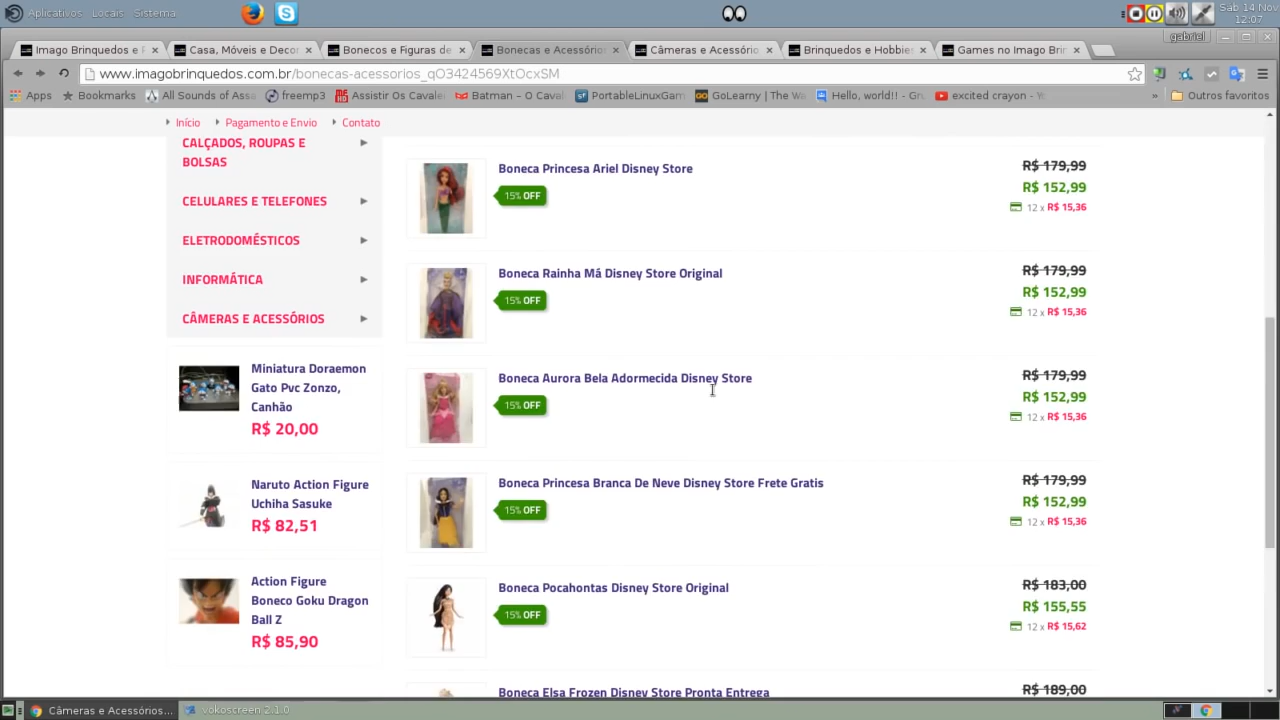 Aplicativos Locais Sistema
Sáb 14 Nov
12:07
gabriel
Imago Brinquedos e P
Casa, Móveis e Decor
Bonecos e Figuras de
Bonecas e Acessório
Câmeras e Acessório
Brinquedos e Hobbies
Games no Imago Brin
www.imagobrinquedos.com.br/bonecas-acessorios_qO3424569XtOcxSM
Apps
Bookmarks
All Sounds of Assa
freemp3
Assistir Os Cavale
Batman – O Caval
PortableLinuxGam
GoLearny | The Wa
Hello, world!! - Gru
excited crayon - Yo
»
Outros favoritos
Início
Pagamento e Envio
Contato
CALÇADOS, ROUPAS E
BOLSAS
CELULARES E TELEFONES
ELETRODOMÉSTICOS
INFORMÁTICA
CÂMERAS E ACESSÓRIOS
Miniatura Doraemon
Gato Pvc Zonzo,
Canhão
R$ 20,00
Naruto Action Figure
Uchiha Sasuke
R$ 82,51
Action Figure
Boneco Goku Dragon
Ball Z
R$ 85,90
Boneca Princesa Ariel Disney Store
15% OFF
R$ 179,99
R$ 152,99
12 x R$ 15,36
Boneca Rainha Má Disney Store Original
15% OFF
R$ 179,99
R$ 152,99
12 x R$ 15,36
Boneca Aurora Bela Adormecida Disney Store
15% OFF
R$ 179,99
R$ 152,99
12 x R$ 15,36
Boneca Princesa Branca De Neve Disney Store Frete Gratis
15% OFF
R$ 179,99
R$ 152,99
12 x R$ 15,36
Boneca Pocahontas Disney Store Original
15% OFF
R$ 183,00
R$ 155,55
12 x R$ 15,62
Boneca Elsa Frozen Disney Store Pronta Entrega
R$ 189,00
Câmeras e Acessórios...
vokoscreen 2.1.0